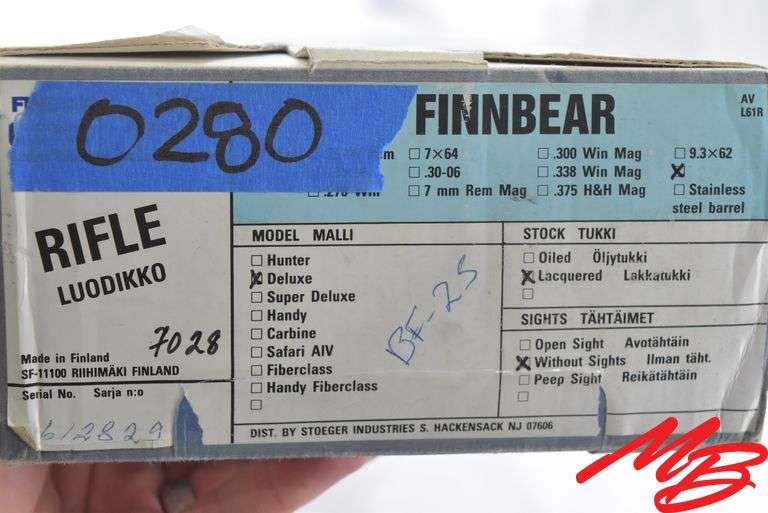 0280
FINNBEAR
AV
L61R
☐ 7×64 ☐ .300 Win Mag ☐ 9.3×62
☐ .30-06 ☐ .338 Win Mag ☒
☐ 7 mm Rem Mag ☐ .375 H&H Mag ☐ Stainless
steel barrel
RIFLE
LUODIKKO
7028
Made in Finland
SF-11100 RIIHIMÄKI FINLAND
Serial No. Sarja n:o
612829
MODEL MALLI
☐ Hunter
☒ Deluxe
☐ Super Deluxe
☐ Handy
☐ Carbine
☐ Safari AIV
☐ Fiberclass
☐ Handy Fiberclass
☐
BF-25
STOCK TUKKI
☐ Oiled Öljytukki
☒ Lacquered Lakkatukki
☐
SIGHTS TÄHTÄIMET
☐ Open Sight Avotähtäin
☒ Without Sights Ilman täht.
☐ Peep Sight Reikätähtäin
☐
DIST. BY STOEGER INDUSTRIES S. HACKENSACK NJ 07606
MB